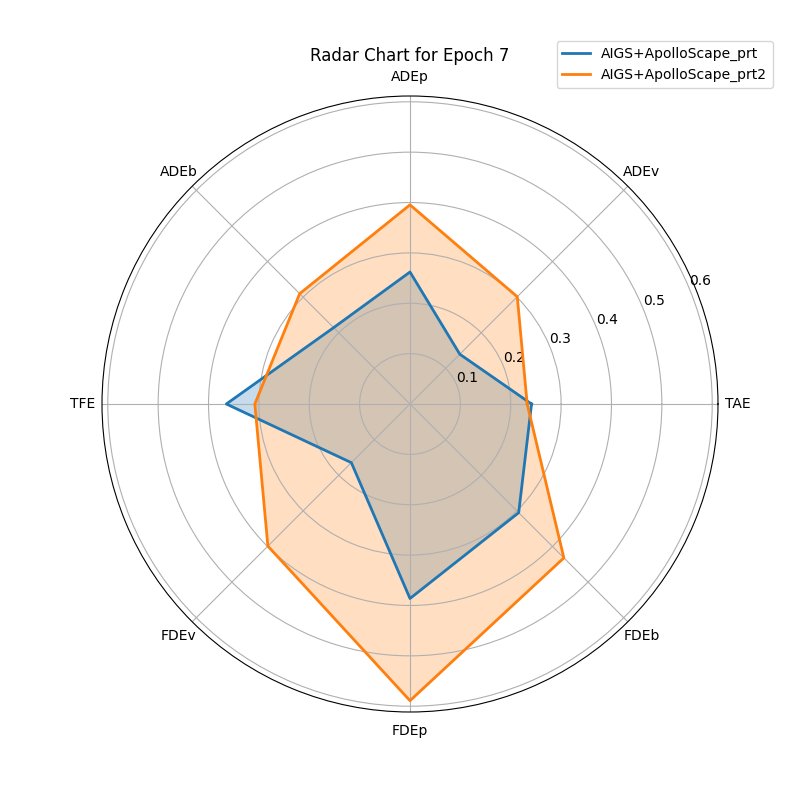 Radar Chart for Epoch 7
AIGS+ApolloScape_prt
AIGS+ApolloScape_prt2
ADEp
ADEb
ADEv
0.6
0.5
0.4
0.3
0.2
0.1
TFE
TAE
FDEv
FDEb
FDEp